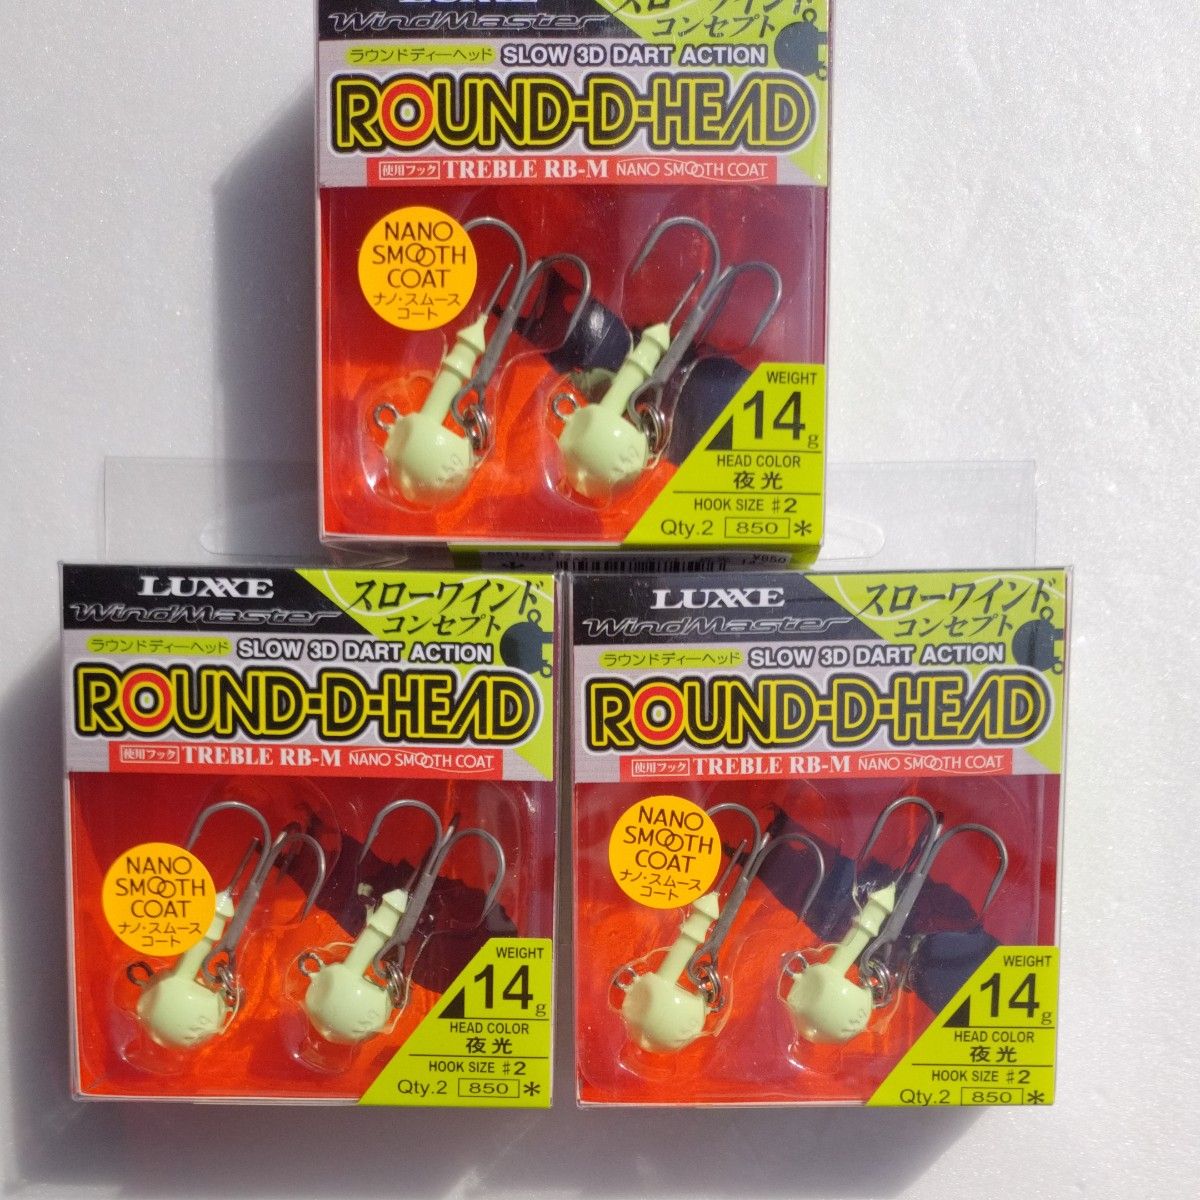 LUXXE
WindMaster
スローワインド
コンセプト
ラウンドディーヘッド SLOW 3D DART ACTION
ROUND-D-HEAD
使用フック TREBLE RB-M NANO SMOOTH COAT
NANO
SMOOTH
COAT
ナノ・スムース
コート
WEIGHT
14g
HEAD COLOR
夜光
HOOK SIZE #2
Qty.2 850 *
¥850
LUXXE
WindMaster
スローワインド
コンセプト
ラウンドディーヘッド SLOW 3D DART ACTION
ROUND-D-HEAD
使用フック TREBLE RB-M NANO SMOOTH COAT
NANO
SMOOTH
COAT
ナノ・スムース
コート
WEIGHT
14g
HEAD COLOR
夜光
HOOK SIZE #2
Qty.2 850 *
LUXXE
WindMaster
スローワインド
コンセプト
ラウンドディーヘッド SLOW 3D DART ACTION
ROUND-D-HEAD
使用フック TREBLE RB-M NANO SMOOTH COAT
NANO
SMOOTH
COAT
ナノ・スムース
コート
WEIGHT
14g
HEAD COLOR
夜光
HOOK SIZE #2
Qty.2 850 *